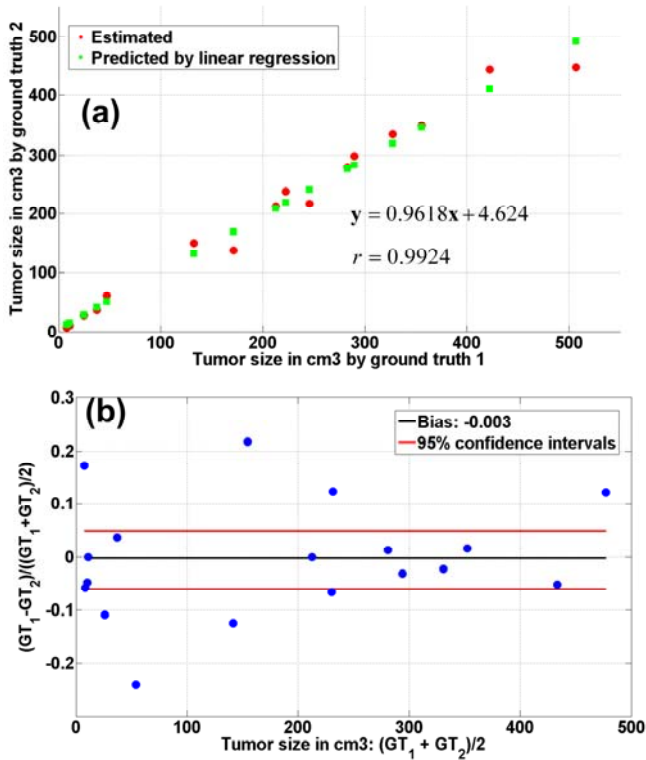 500
400
300
200
100
0
Tumor size in cm3 by ground truth 2
Estimated
Predicted by linear regression
(a)
y = 0.9618x + 4.624
r = 0.9924
0 100 200 300 400 500
Tumor size in cm3 by ground truth 1
(b)
0.3
0.2
0.1
0
-0.1
-0.2
(GT1-GT2)/((GT1+GT2)/2)
Bias: -0.003
95% confidence intervals
0 100 200 300 400 500
Tumor size in cm3: (GT1 + GT2)/2